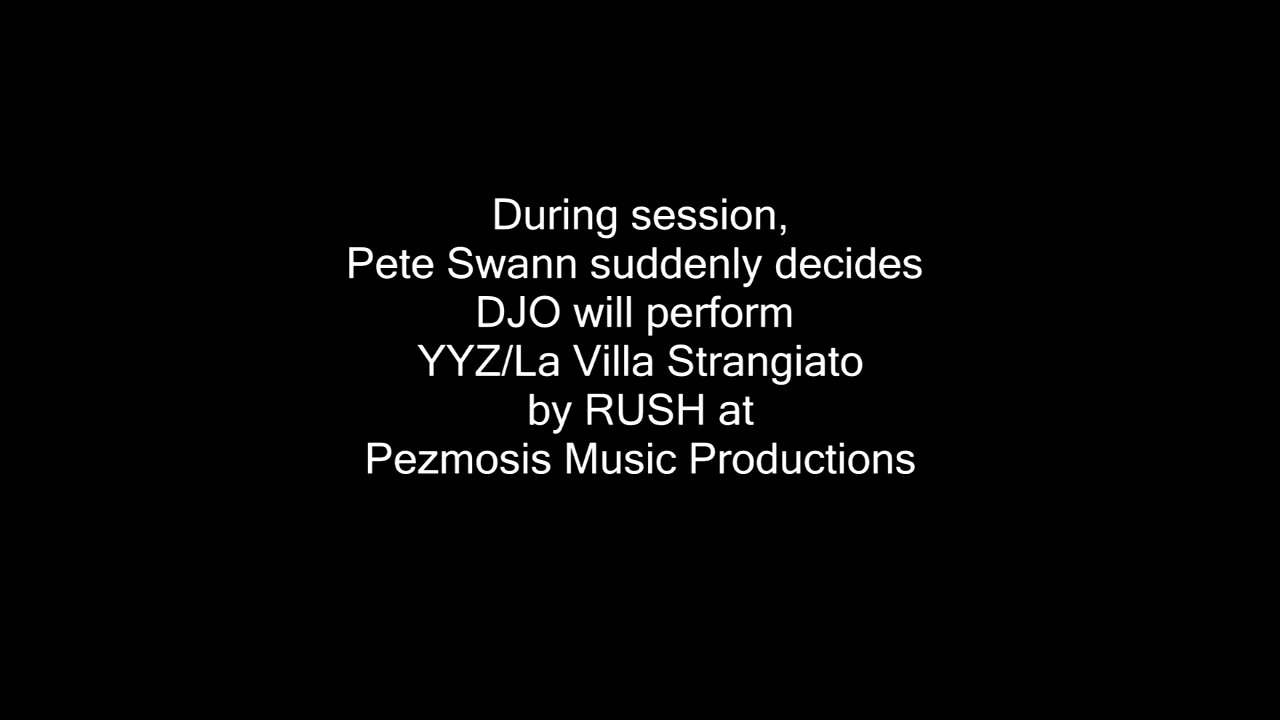 During session,
Pete Swann suddenly decides
DJO will perform
YYZ/La Villa Strangiato
by RUSH at
Pezmosis Music Productions